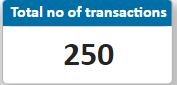 Total no of transactions
250